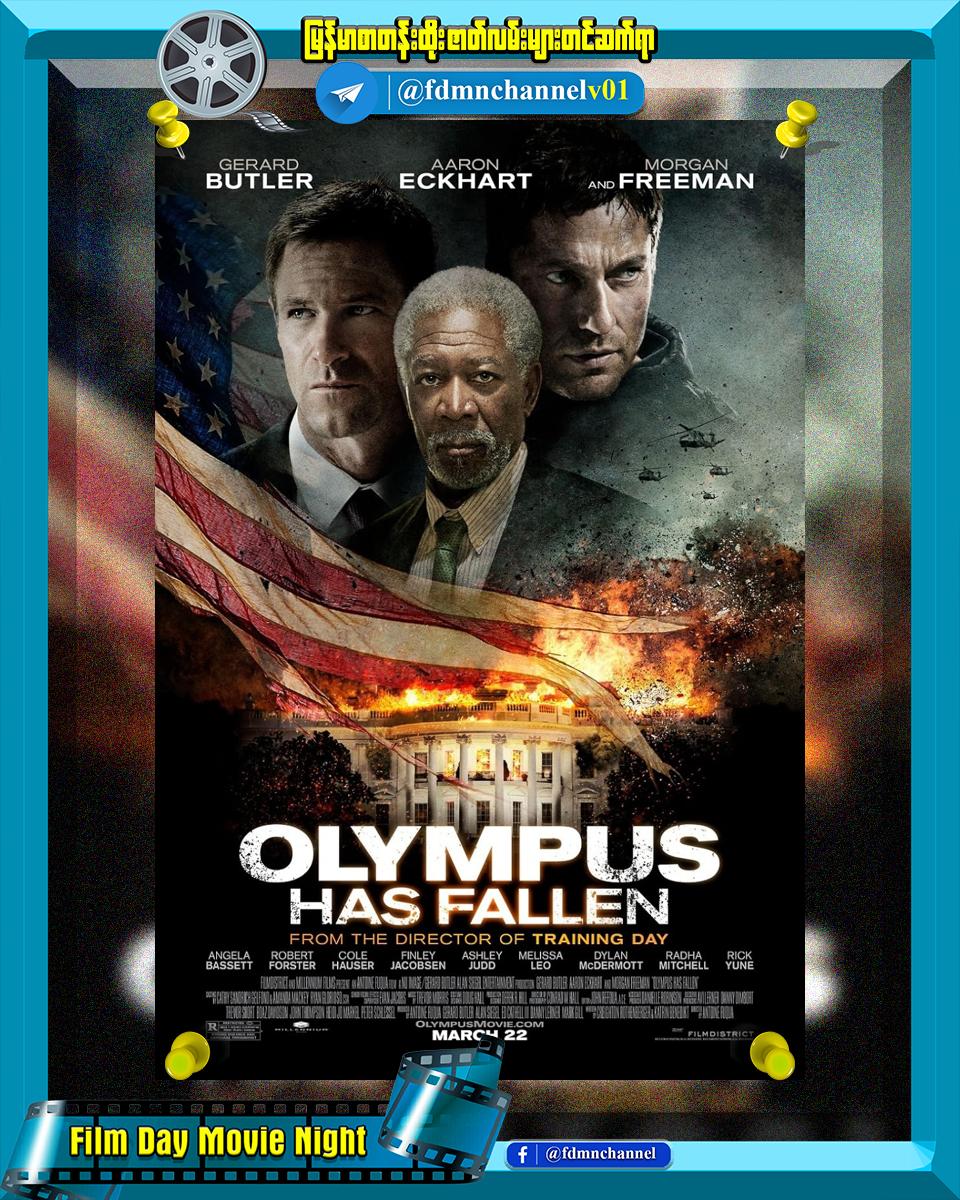 မြန်မာစာတန်းထိုးဇာတ်လမ်းများတင်ဆက်ရာ
@fdmnchannelv01
GERARD BUTLER
AARON ECKHART
AND MORGAN FREEMAN
OLYMPUS
HAS FALLEN
FROM THE DIRECTOR OF TRAINING DAY
ANGELA BASSETT ROBERT FORSTER COLE HAUSER FINLEY JACOBSEN ASHLEY JUDD MELISSA LEO DYLAN McDERMOTT RADHA MITCHELL RICK YUNE
OLYMPUSMOVIE.COM
R
MILLENNIUM
MARCH 22
FILMDISTRICT
Film Day Movie Night
f @fdmnchannel